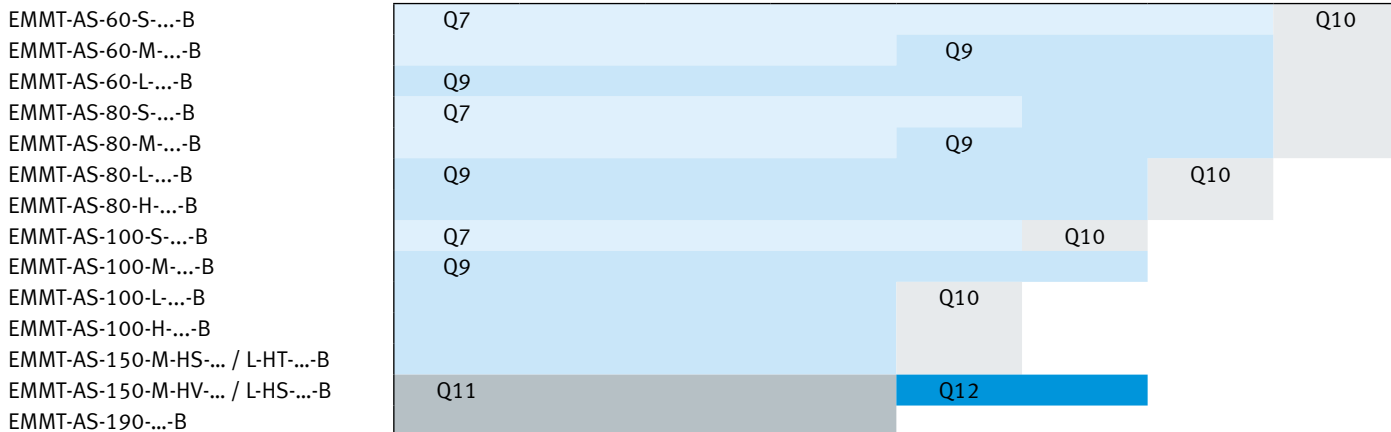 EMMT-AS-60-S-...-B Q7 Q10
EMMT-AS-60-M-...-B Q9
EMMT-AS-60-L-...-B Q9
EMMT-AS-80-S-...-B Q7
EMMT-AS-80-M-...-B Q9
EMMT-AS-80-L-...-B Q9 Q10
EMMT-AS-80-H-...-B
EMMT-AS-100-S-...-B Q7 Q10
EMMT-AS-100-M-...-B Q9
EMMT-AS-100-L-...-B Q10
EMMT-AS-100-H-...-B
EMMT-AS-150-M-HS-... / L-HT-...-B
EMMT-AS-150-M-HV-... / L-HS-...-B Q11 Q12
EMMT-AS-190-...-B